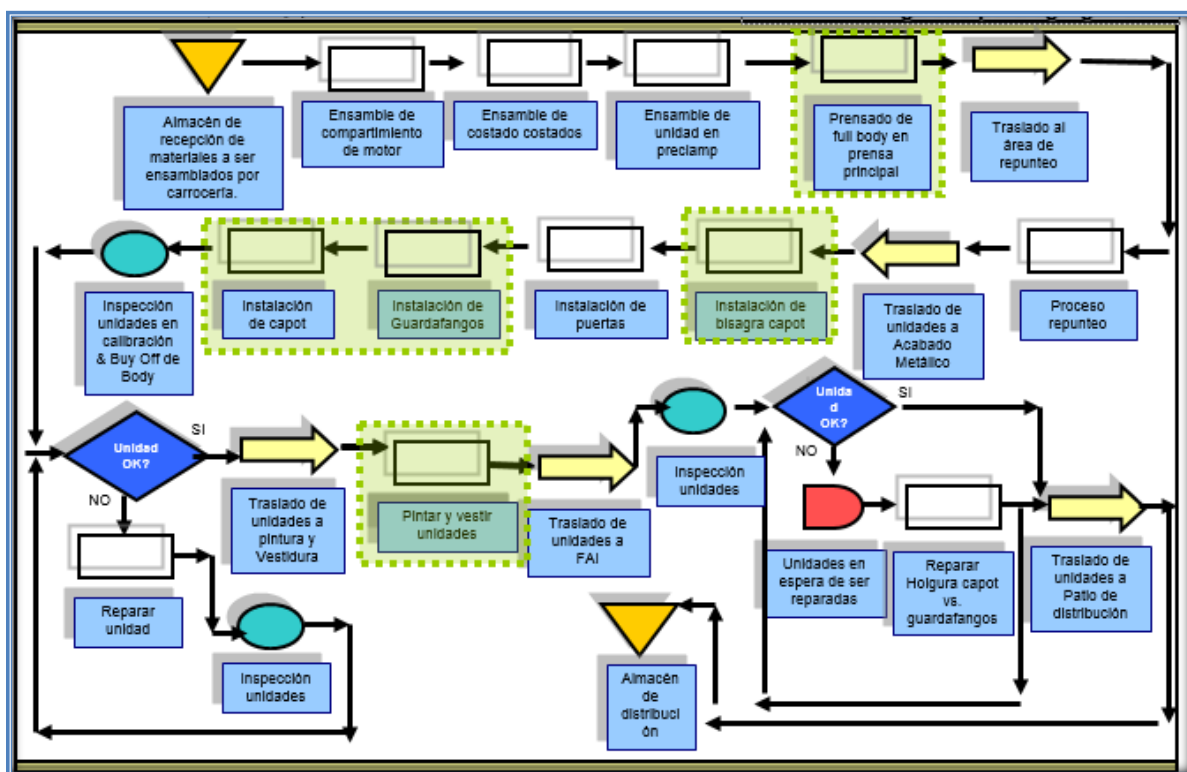 Almacén de
recepción de
materiales a ser
ensamblados por
carrocería.
Ensamble de
compartimiento
de motor
Ensamble de
costado costados
Ensamble de
unidad en
preclamp
Prensado de
full body en
prensa
principal
Traslado al
área de
repunteo
Inspección
unidades en
calibración
& Buy Off de
Body
Instalación
de capot
Instalación de
Guardafangos
Instalación de
puertas
Instalación de
bisagra capot
Traslado de
unidades a
Acabado
Metálico
Proceso
repunteo
Unidad
OK?
SI
NO
Traslado de
unidades a
pintura y
Vestidura
Pintar y vestir
unidades
Traslado de
unidades a
FAI
Inspección
unidades
Unida
d
OK?
SI
NO
Unidades en
espera de ser
reparadas
Reparar
Holgura capot
vs.
guardafangos
Traslado de
unidades a
Patio de
distribución
Reparar
unidad
Inspección
unidades
Almacén
de
distribuci
ón